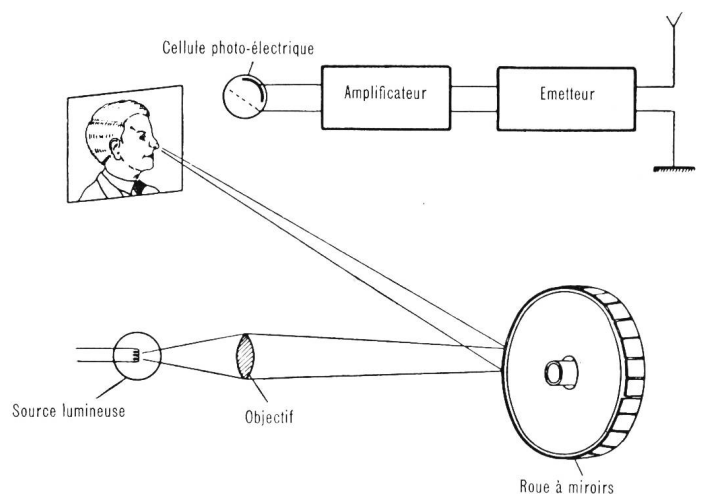 Cellule photo-électrique
Amplificateur
Emetteur
Source lumineuse
Objectif
Roue à miroirs